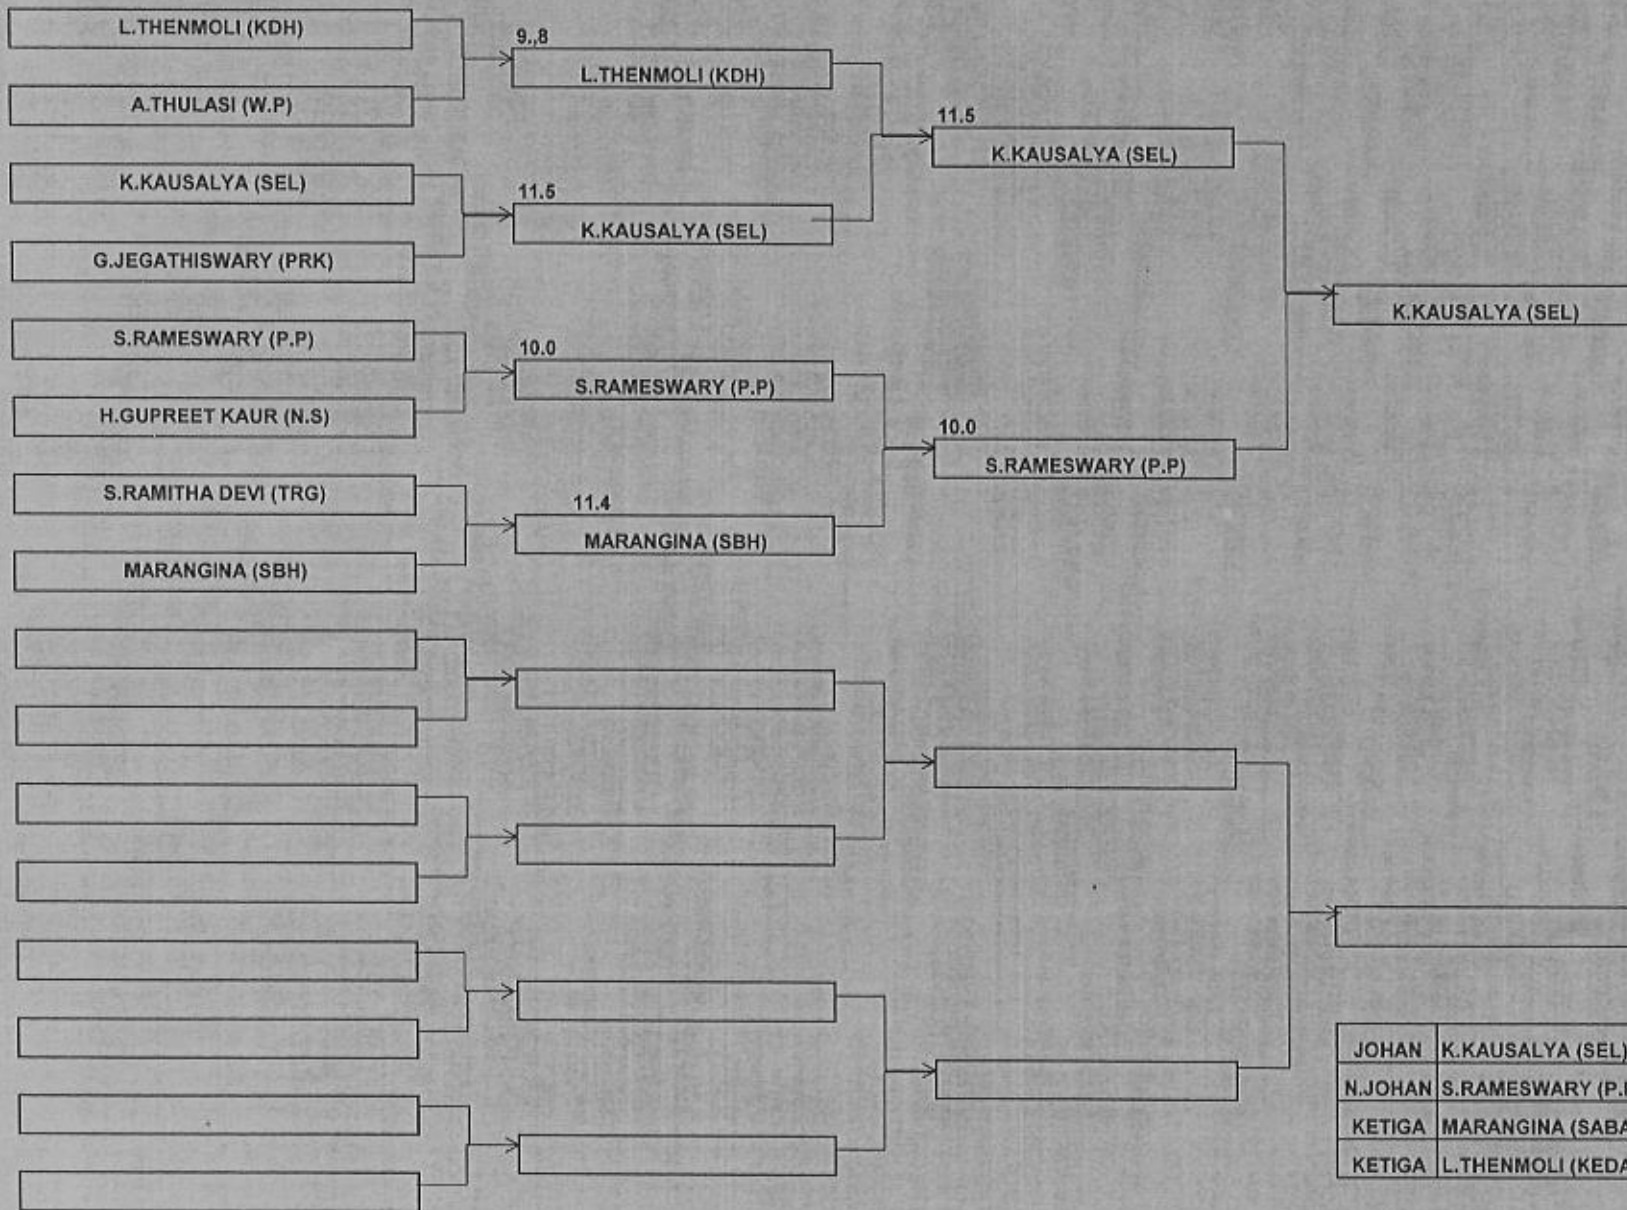 L.THENMOLI (KDH)
A.THULASI (W.P)
K.KAUSALYA (SEL)
G.JEGATHISWARY (PRK)
S.RAMESWARY (P.P)
H.GUPREET KAUR (N.S)
S.RAMITHA DEVI (TRG)
MARANGINA (SBH)
9.,8
L.THENMOLI (KDH)
11.5
K.KAUSALYA (SEL)
10.0
S.RAMESWARY (P.P)
11.4
MARANGINA (SBH)
11.5
K.KAUSALYA (SEL)
10.0
S.RAMESWARY (P.P)
K.KAUSALYA (SEL)
JOHAN K.KAUSALYA (SEL)
N.JOHAN S.RAMESWARY (P.
KETIGA MARANGINA (SABA
KETIGA L.THENMOLI (KEDA